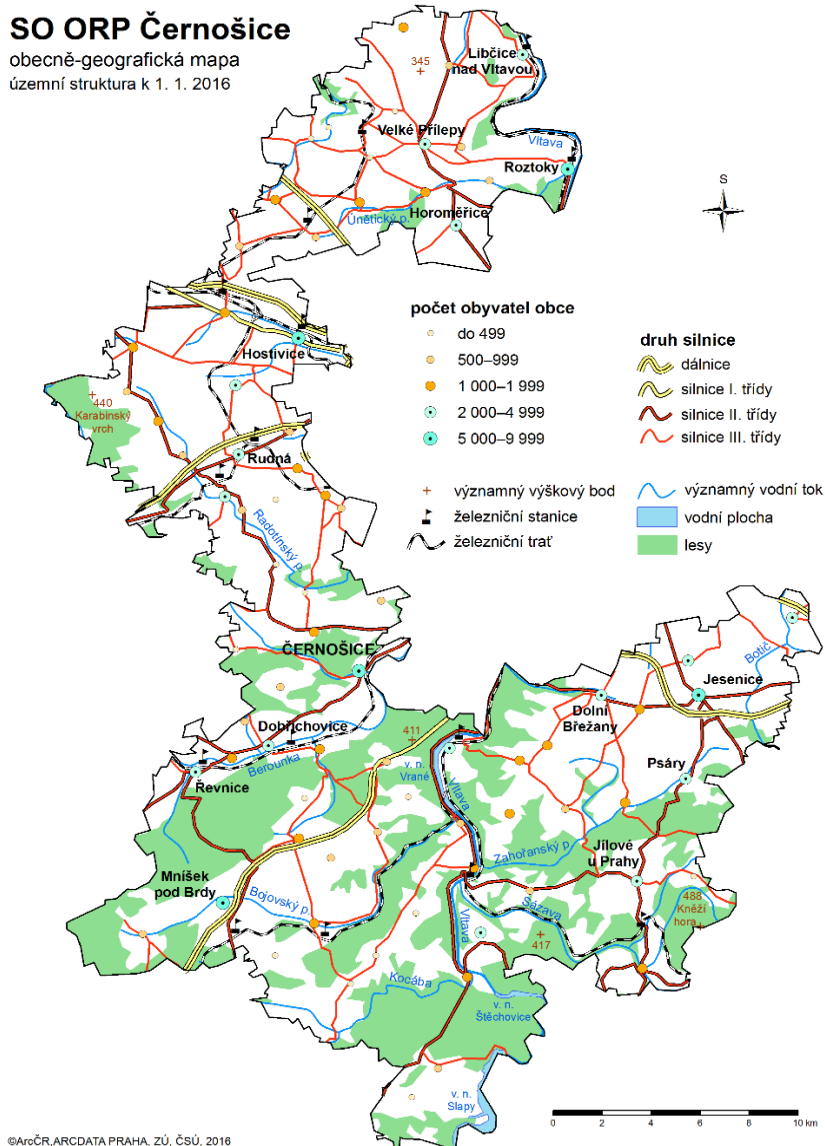 SO ORP Černošice
obecně-geografická mapa
územní struktura k 1. 1. 2016
345
Libčice
nad Vltavou
Velké Přílepy
Vltava
Roztoky
S
Únětický p.
Horoměřice
počet obyvatel obce
do 499
500–999
1 000–1 999
2 000–4 999
5 000–9 999
významný výškový bod
železniční stanice
železniční trať
druh silnice
dálnice
silnice I. třídy
silnice II. třídy
silnice III. třídy
významný vodní tok
vodní plocha
lesy
Hostivice
440
Karabinský
vrch
Rudná
Radotínský p.
ČERNOŠICE
Botič
Jesenice
Dolní
Břežany
Dobřichovice
411
v. n.
Vrané
Berounka
Řevnice
Vltava
Psáry
Zahořanský p.
Jílové
u Prahy
Mníšek
pod Brdy
Bojovský p.
488
Kněží
hora
Sázava
Vltava
417
Kocába
v. n.
Štěchovice
v. n.
Slapy
0 2 4 6 8 10 km
©ArcČR,ARCDATA PRAHA, ZÚ, ČSÚ, 2016